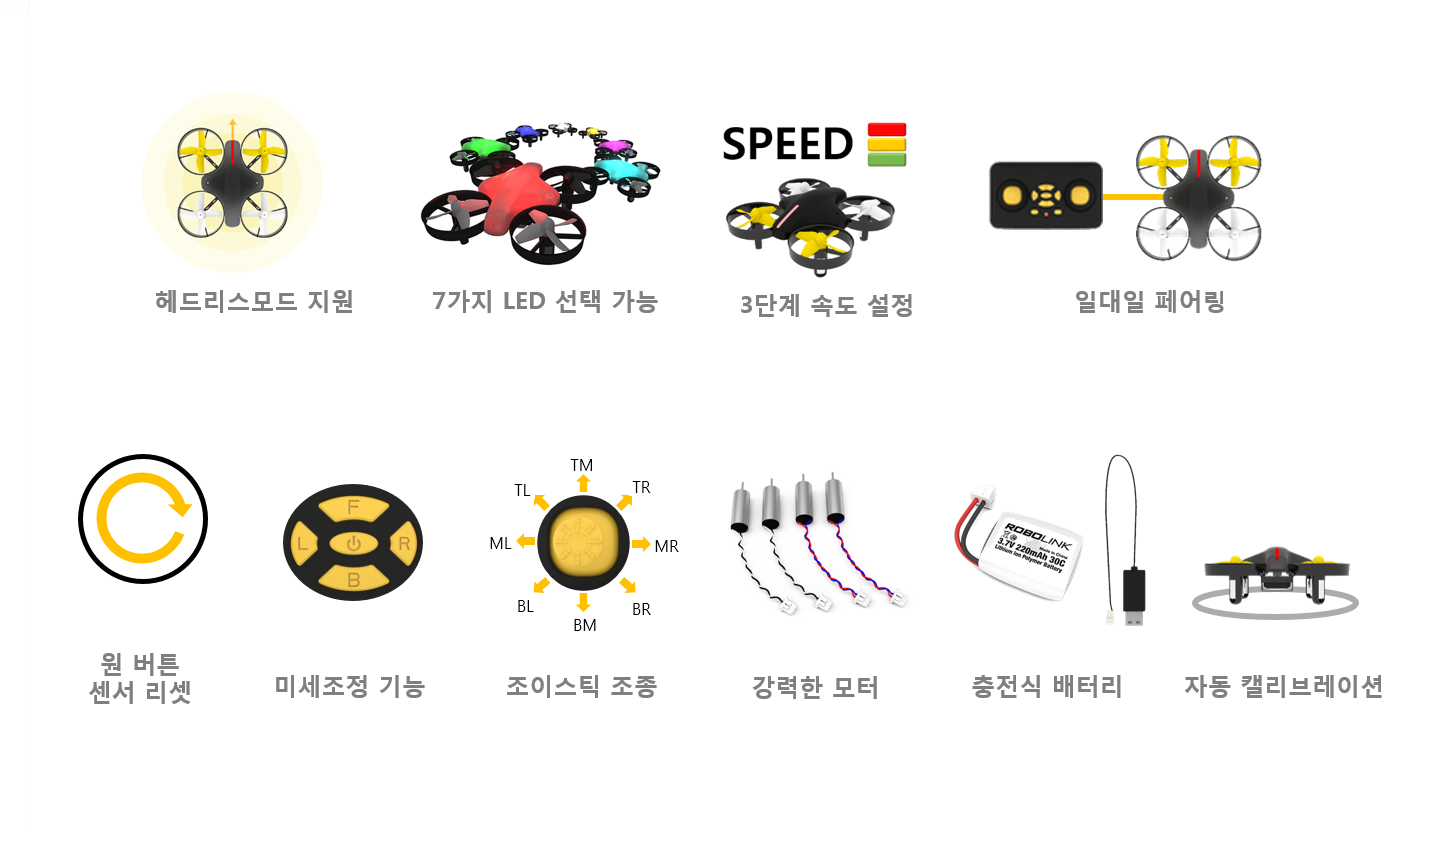 SPEED
헤드리스모드 지원
7가지 LED 선택 가능
3단계 속도 설정
일대일 페어링
F
L
R
B
TM
TL
TR
ML
MR
BL
BR
BM
ROBOLINK
Made in China
3.7V 220mAh 30C
Lithium Ion Polymer Battery
원 버튼
센서 리셋
미세조정 기능
조이스틱 조종
강력한 모터
충전식 배터리
자동 캘리브레이션